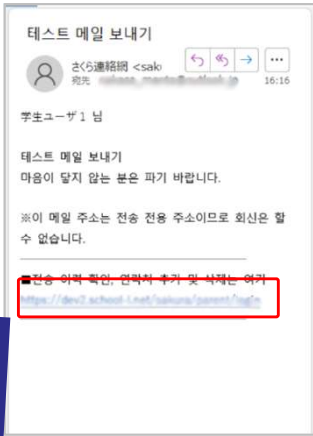 테스트 메일 보내기
さくら連絡網 <sak
宛先
16:16
学生ユーザ1 님
테스트 메일 보내기
마음이 닿지 않는 분은 파기 바랍니다.
※이 메일 주소는 전송 전용 주소이므로 회신은 할
수 없습니다.
■전송 이력 확인, 연락처 추가 및 삭제는 여기
https://dev2.school-i.net/sakura/parent/login